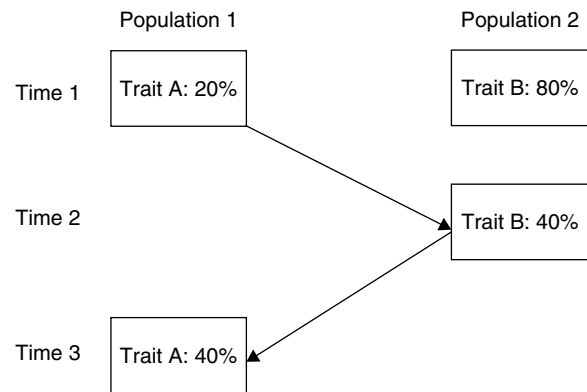 Population 1
Population 2
Time 1
Trait A: 20%
Trait B: 80%
Time 2
Trait B: 40%
Time 3
Trait A: 40%